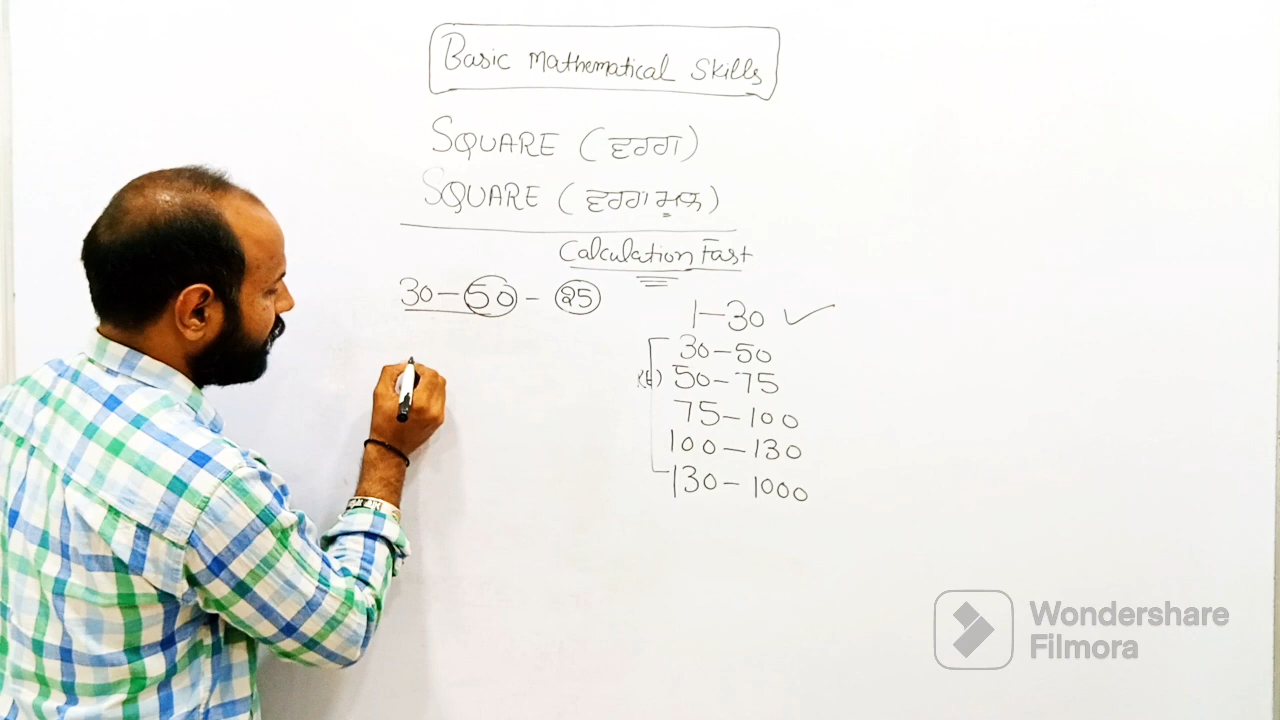 Basic Mathematical Skills
SQUARE (ਵਰਗ)
SQUARE (ਵਰਗ ਮੂਲ)
Calculation Fast
30-50 - 25
1-30 ✓
30-50
50-75
75-100
100-130
130-1000
Wondershare
Filmora